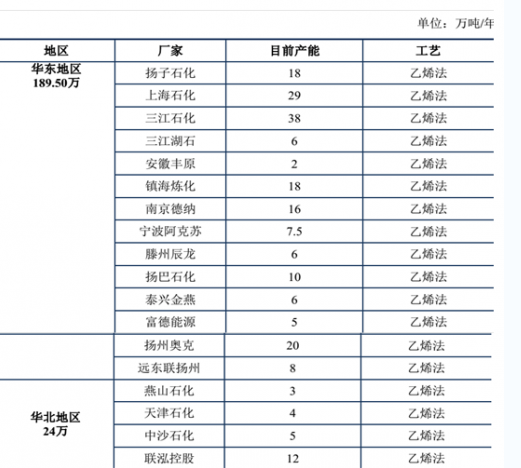 单位：万吨/年
地区 厂家 目前产能 工艺
华东地区 扬子石化 18 乙烯法
189.50万 上海石化 29 乙烯法
三江石化 38 乙烯法
三江湖石 6 乙烯法
安徽丰原 2 乙烯法
镇海炼化 18 乙烯法
南京德纳 16 乙烯法
宁波阿克苏 7.5 乙烯法
滕州辰龙 6 乙烯法
扬巴石化 10 乙烯法
泰兴金燕 6 乙烯法
富德能源 5 乙烯法
扬州奥克 20 乙烯法
远东联扬州 8 乙烯法
燕山石化 3 乙烯法
华北地区 天津石化 4 乙烯法
24万 中沙石化 5 乙烯法
联泓控股 12 乙烯法